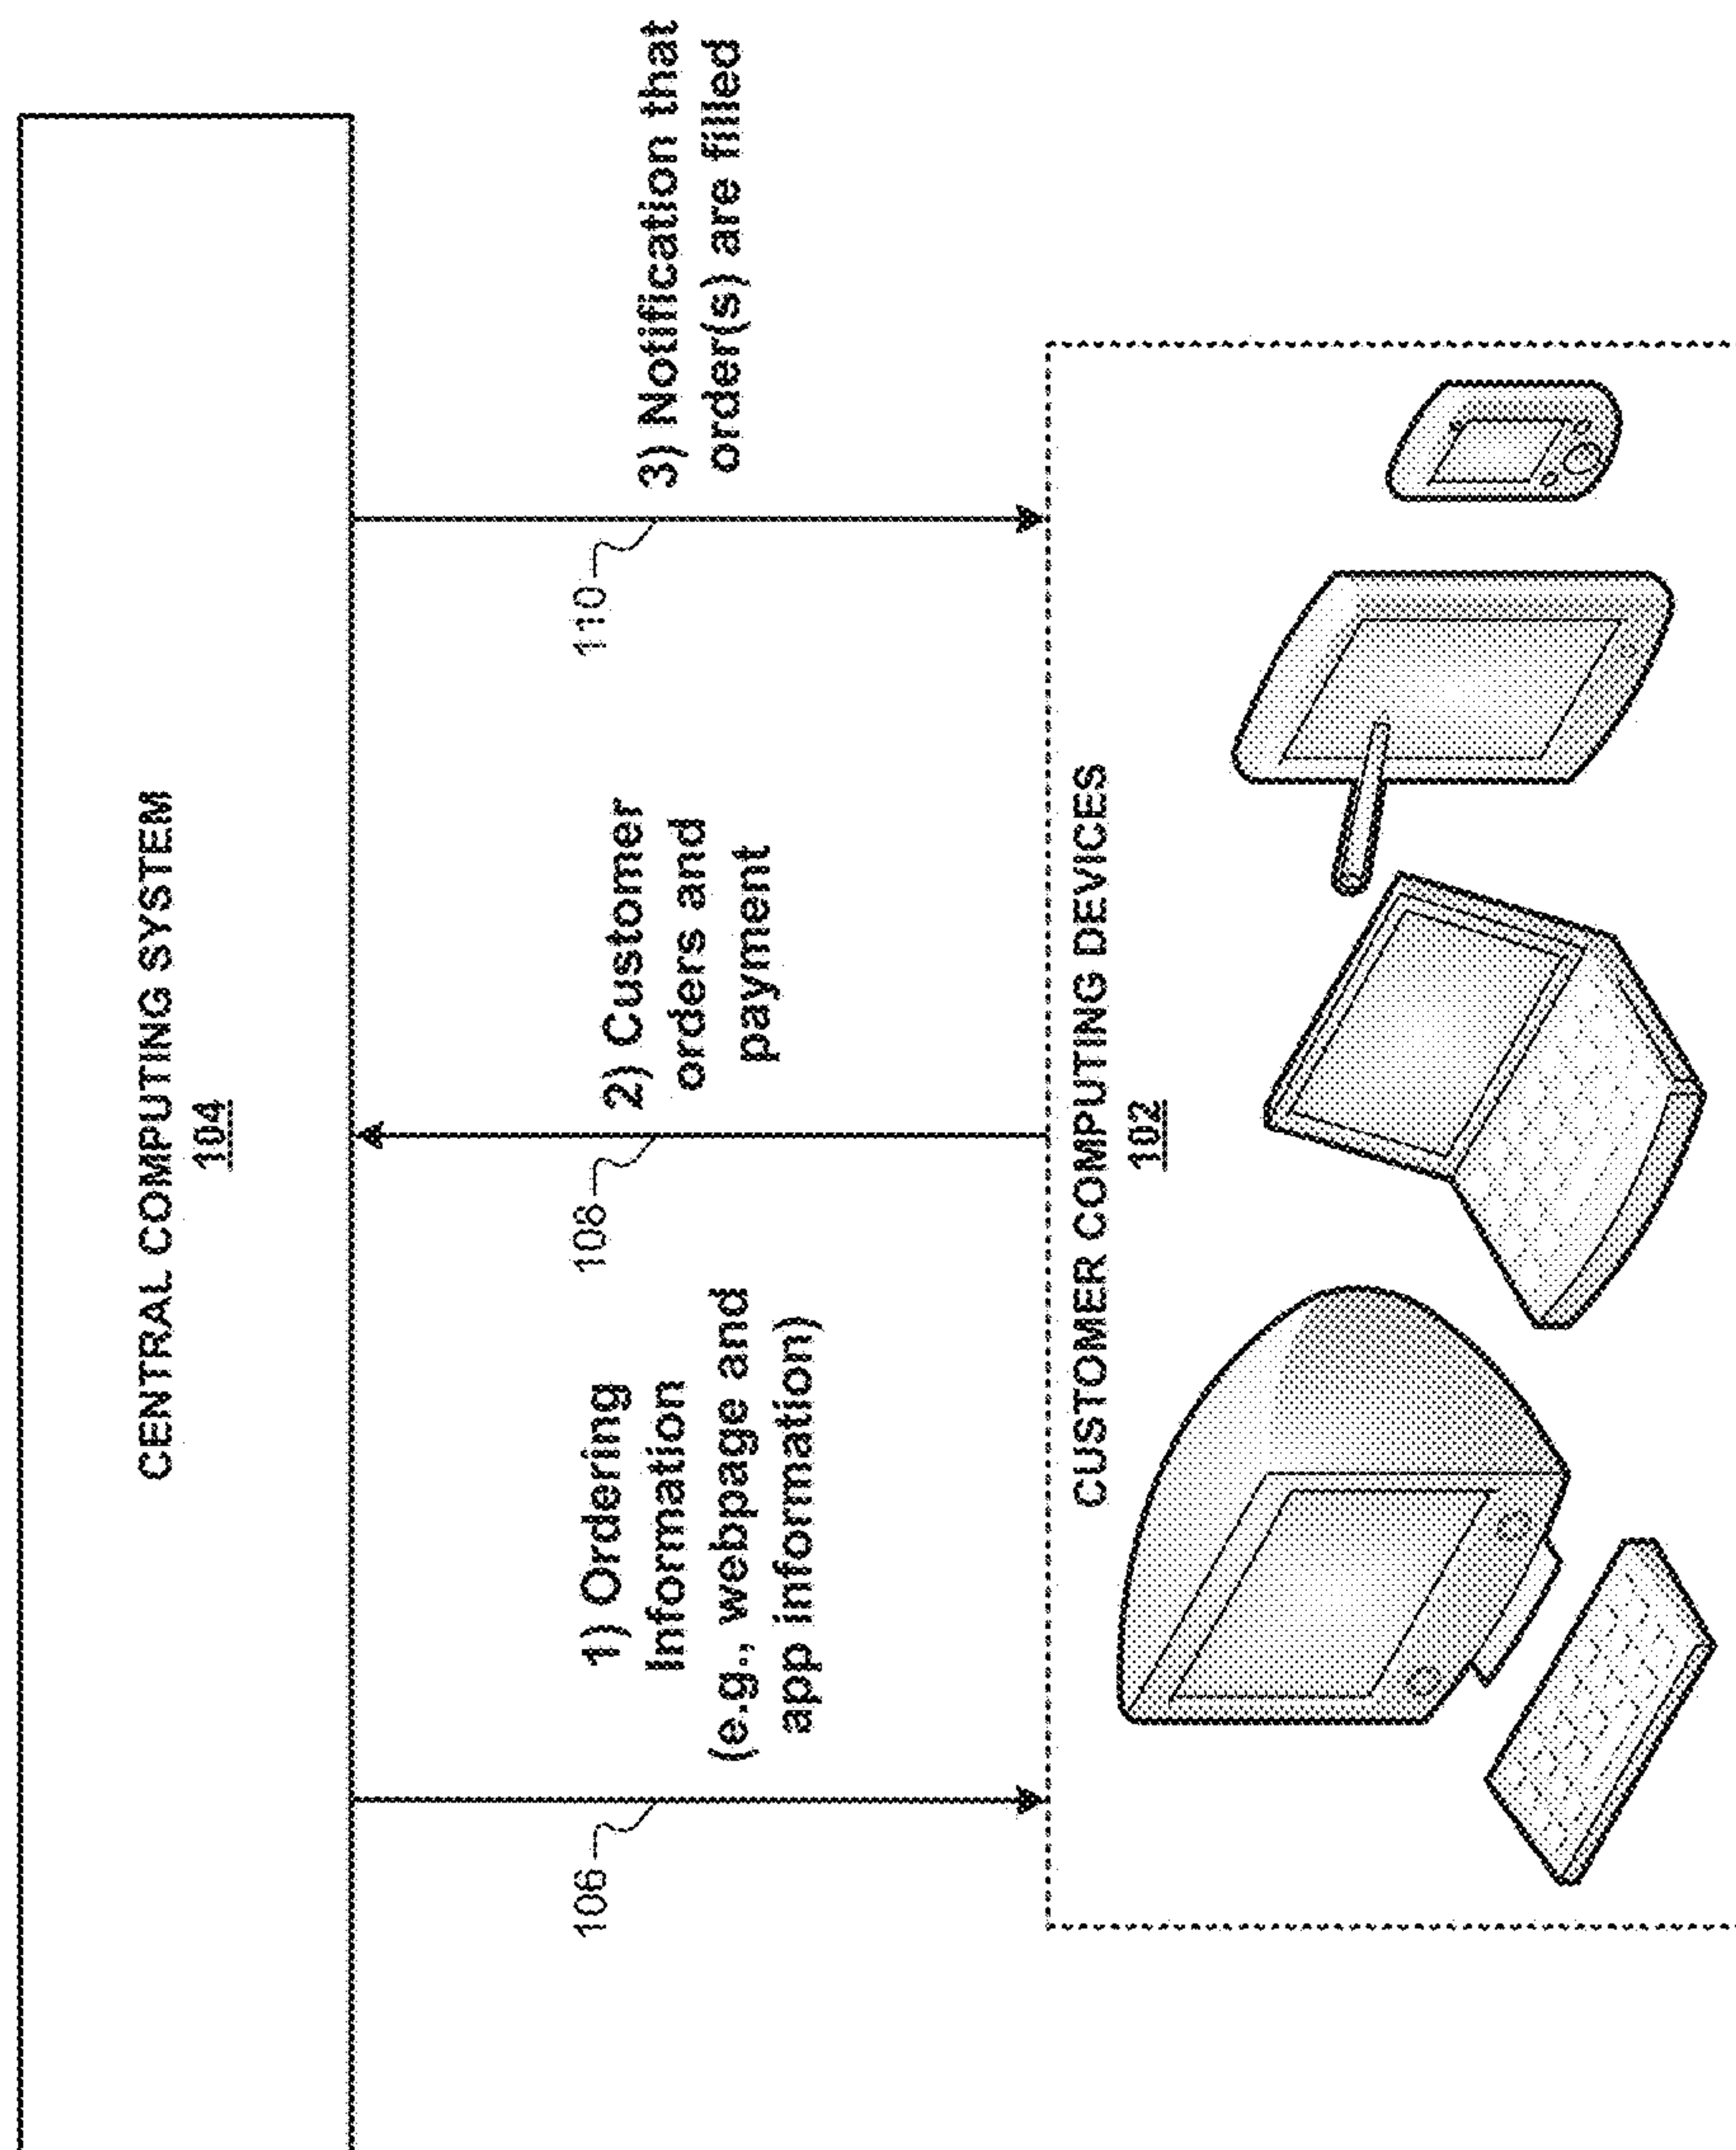 CENTRAL COMPUTING SYSTEM
104
106
1) Ordering
Information
(e.g., webpage and
app information)
108
2) Customer
orders and
payment
110
3) Notification that
order(s) are filled
CUSTOMER COMPUTING DEVICES
102